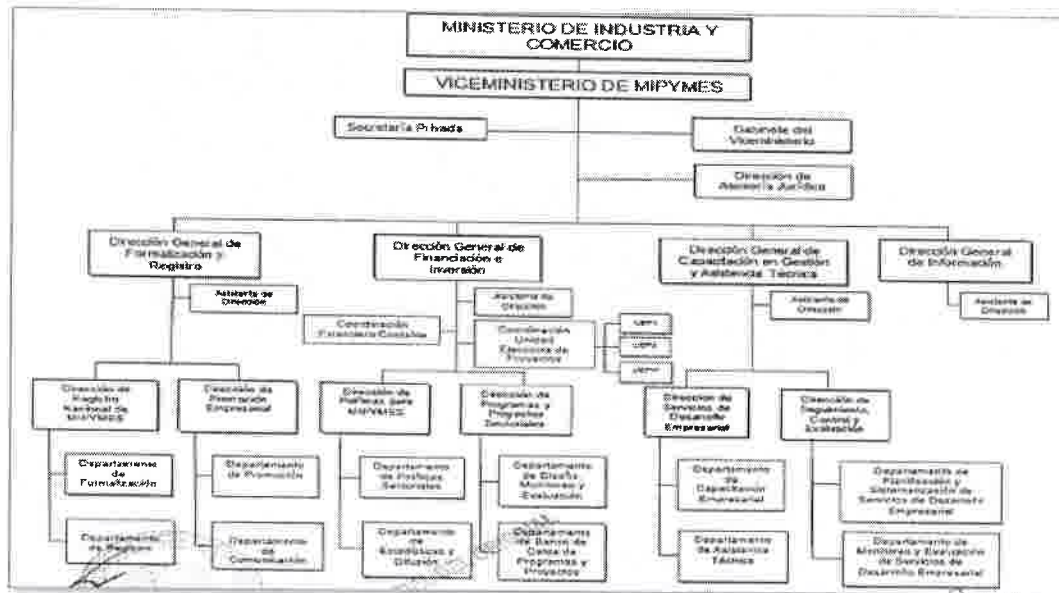 MINISTERIO DE INDUSTRIA Y
COMERCIO
VICEMINISTERIO DE MIPYMES
Secretaría Privada
Gabinete del
Viceministerio
Dirección de
Asesoría Jurídica
Dirección General de
Formalización y
Registro
Dirección General de
Financiación e
Inversión
Dirección General de
Capacitación en Gestión
y Asistencia Técnica
Dirección General
de Información
Asistente de
Dirección
Asistente de
Dirección
Asistente de
Dirección
Asistente de
Dirección
Coordinación
Financiero Contable
Coordinación
Unidad
Ejecutora de
Proyectos
Dirección de
Registro
Nacional de
MIPYMES
Dirección de
Promoción
Empresarial
Dirección de
Políticas para
MIPYMES
Dirección de
Programas y
Proyectos
Sectoriales
Dirección de
Servicios de
Desarrollo
Empresarial
Dirección de
Seguimiento,
Control y
Evaluación
Departamento
de
Formalización
Departamento
de Promoción
Departamento
de Políticas
Sectoriales
Departamento
de Diseño,
Monitoreo y
Evaluación
Departamento
de
Capacitación
Empresarial
Departamento de
Planificación y
Sistematización de
Servicios de Desarrollo
Empresarial
Departamento
de Registro
Departamento
de
Comunicación
Departamento
de
Estadísticas y
Difusión
Departamento
de Banco de
Datos de
Programas y
Proyectos
Departamento
de Asistencia
Técnica
Departamento de
Monitoreo y Evaluación
de Servicios de
Desarrollo Empresarial